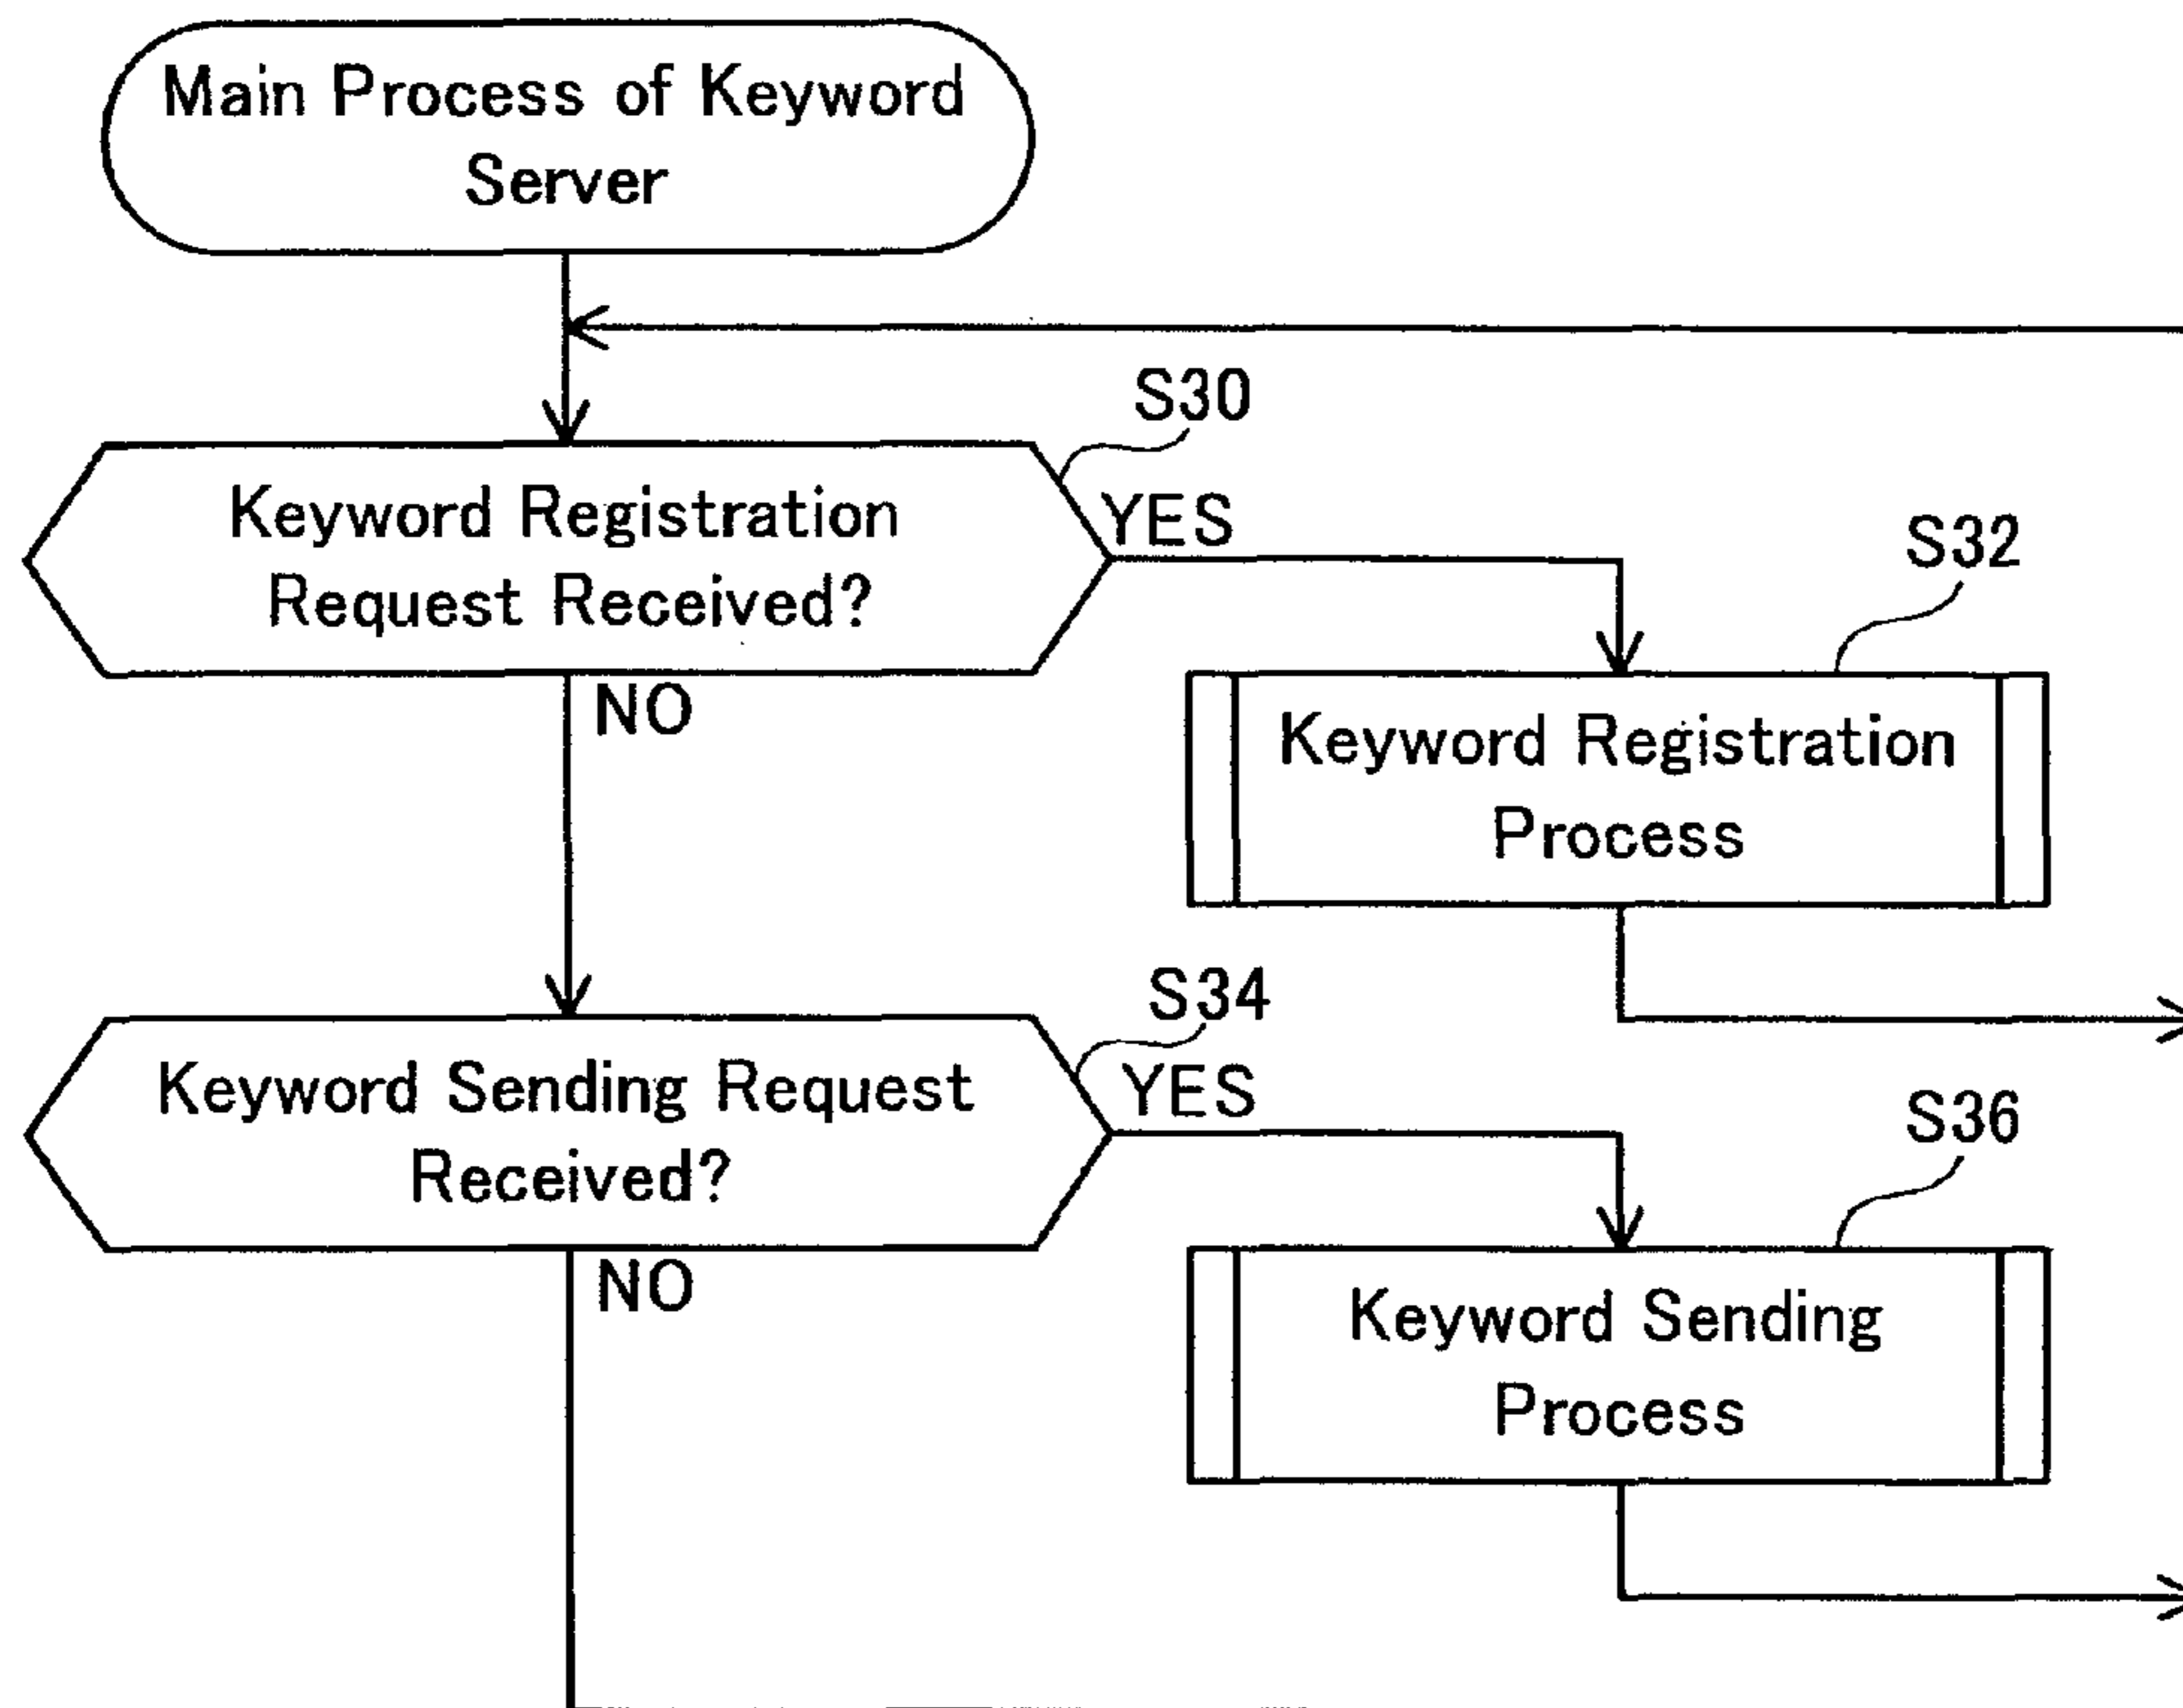 Main Process of Keyword
Server
S30
Keyword Registration
Request Received?
YES
NO
S32
Keyword Registration
Process
S34
Keyword Sending Request
Received?
YES
NO
S36
Keyword Sending
Process